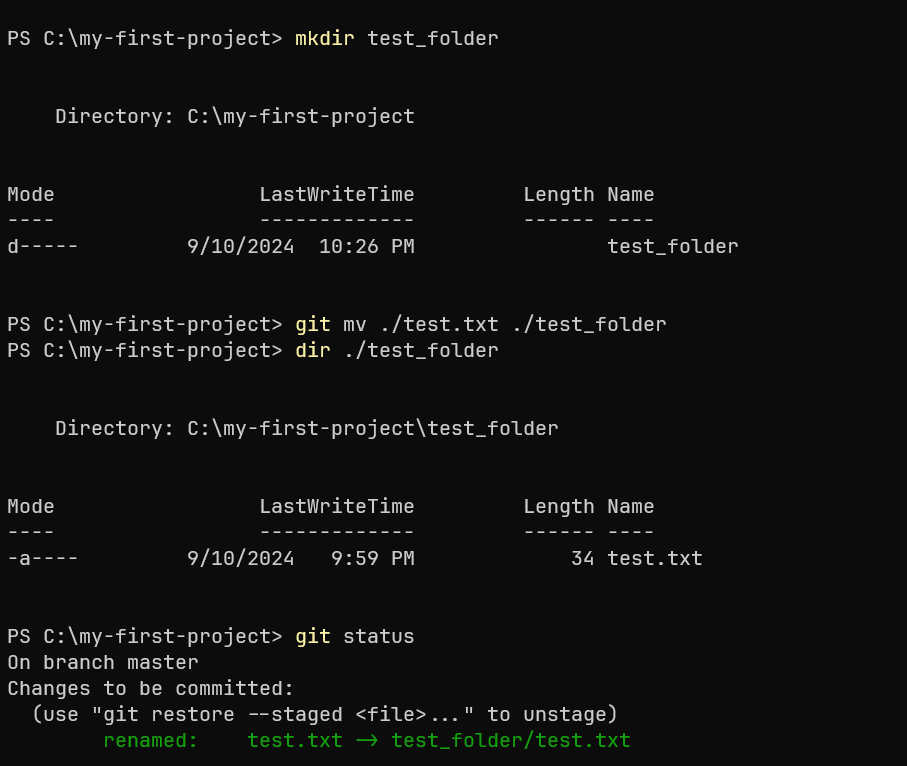 PS C:\my-first-project> mkdir test_folder
Directory: C:\my-first-project
Mode                 LastWriteTime         Length Name
----                 -------------         ------ ----
d-----         9/10/2024  10:26 PM                test_folder
PS C:\my-first-project> git mv ./test.txt ./test_folder
PS C:\my-first-project> dir ./test_folder
Directory: C:\my-first-project\test_folder
Mode                 LastWriteTime         Length Name
----                 -------------         ------ ----
-a----         9/10/2024   9:59 PM             34 test.txt
PS C:\my-first-project> git status
On branch master
Changes to be committed:
  (use "git restore --staged <file>..." to unstage)
        renamed:    test.txt -> test_folder/test.txt